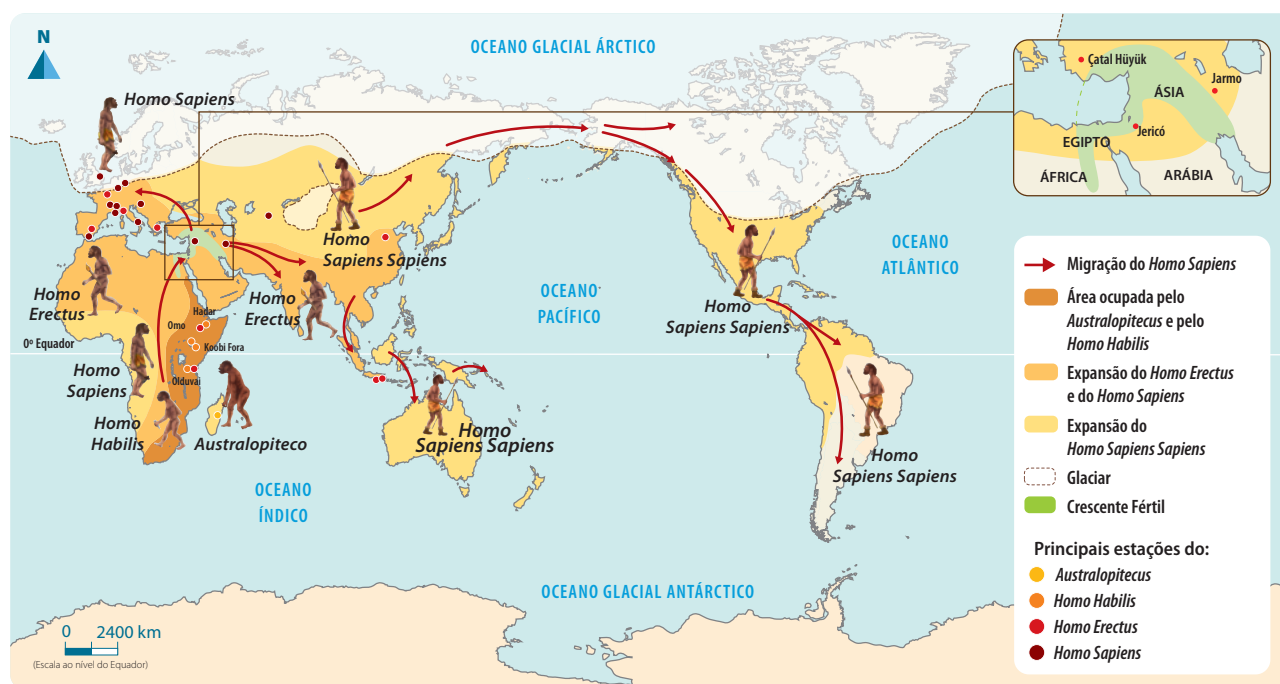 N
OCEANO GLACIAL ÁRCTICO
Homo Sapiens
Çatal Hüyük
Jarmo
ÁSIA
Jericó
EGIPTO
ÁFRICA
ARÁBIA
Homo
Sapiens Sapiens
Homo
Erectus
Homo
Erectus
OCEANO
PACÍFICO
OCEANO
ATLÂNTICO
Homo
Sapiens Sapiens
Hadar
Omo
Koobi Fora
Olduvai
0º Equador
Homo
Sapiens
Homo
Habilis
Australopiteco
Homo
Sapiens Sapiens
Homo
Sapiens Sapiens
OCEANO
ÍNDICO
OCEANO GLACIAL ANTÁRCTICO
0 2400 km
(Escala ao nível do Equador)
Migração do Homo Sapiens
Área ocupada pelo
Australopitecus e pelo
Homo Habilis
Expansão do Homo Erectus
e do Homo Sapiens
Expansão do
Homo Sapiens Sapiens
Glaciar
Crescente Fértil
Principais estações do:
Australopitecus
Homo Habilis
Homo Erectus
Homo Sapiens